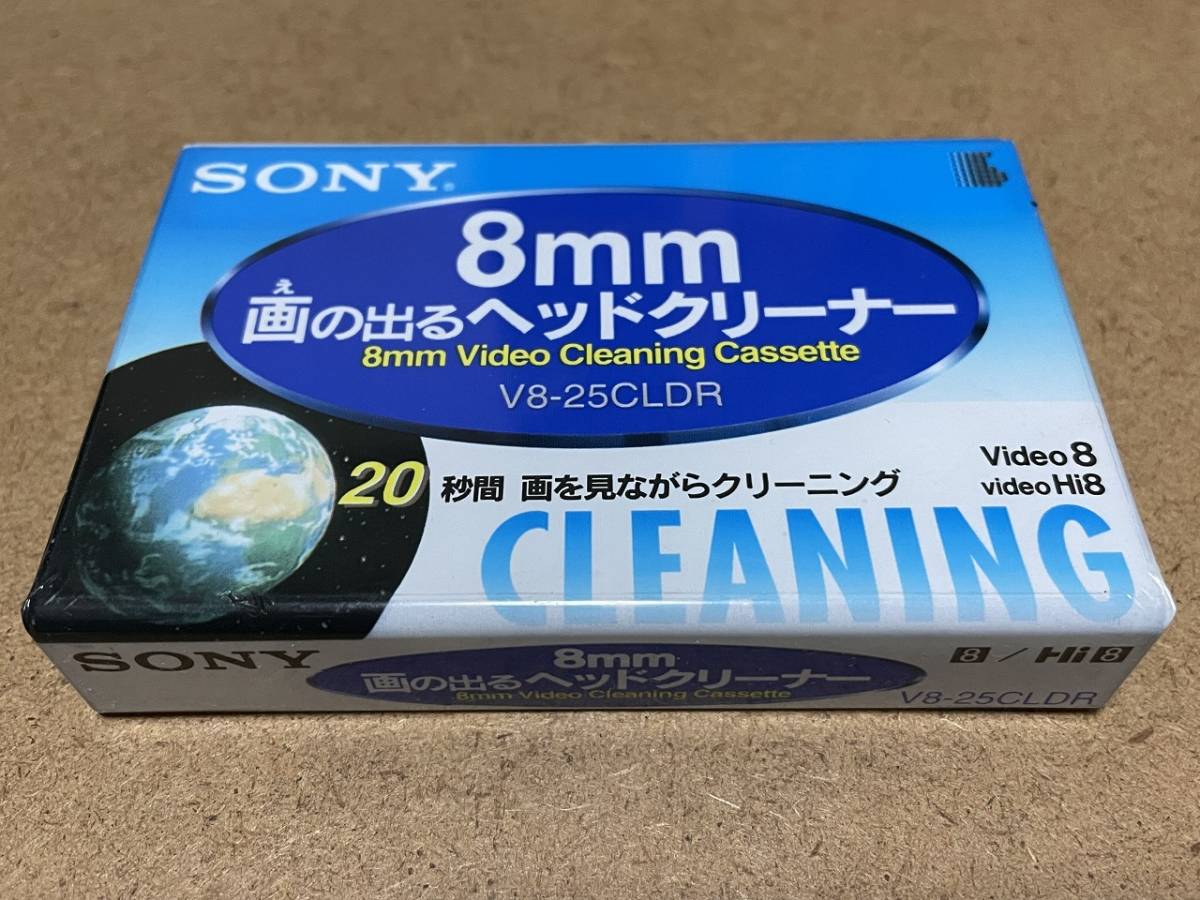 SONY®
8mm
え
画の出るヘッドクリーナー
8mm Video Cleaning Cassette
V8-25CLDR
20秒間 画を見ながらクリーニング
Video 8
video Hi8
CLEANING
SONY
8mm
画の出るヘッドクリーナー
8mm Video Cleaning Cassette
8 / Hi 8
V8-25CLDR